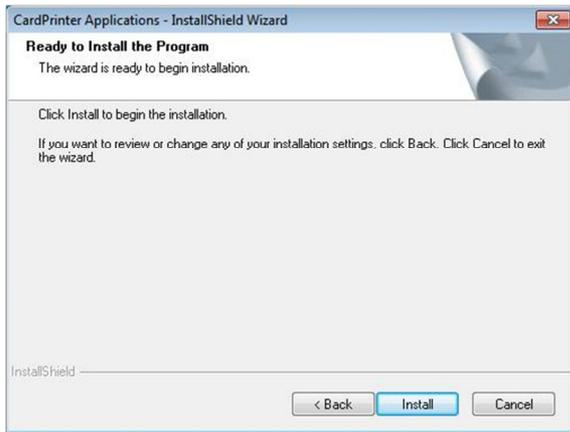 CardPrinter Applications - InstallShield Wizard
Ready to Install the Program
The wizard is ready to begin installation.
Click Install to begin the installation.
If you want to review or change any of your installation settings, click Back. Click Cancel to exit
the wizard.
InstallShield
< Back Install Cancel